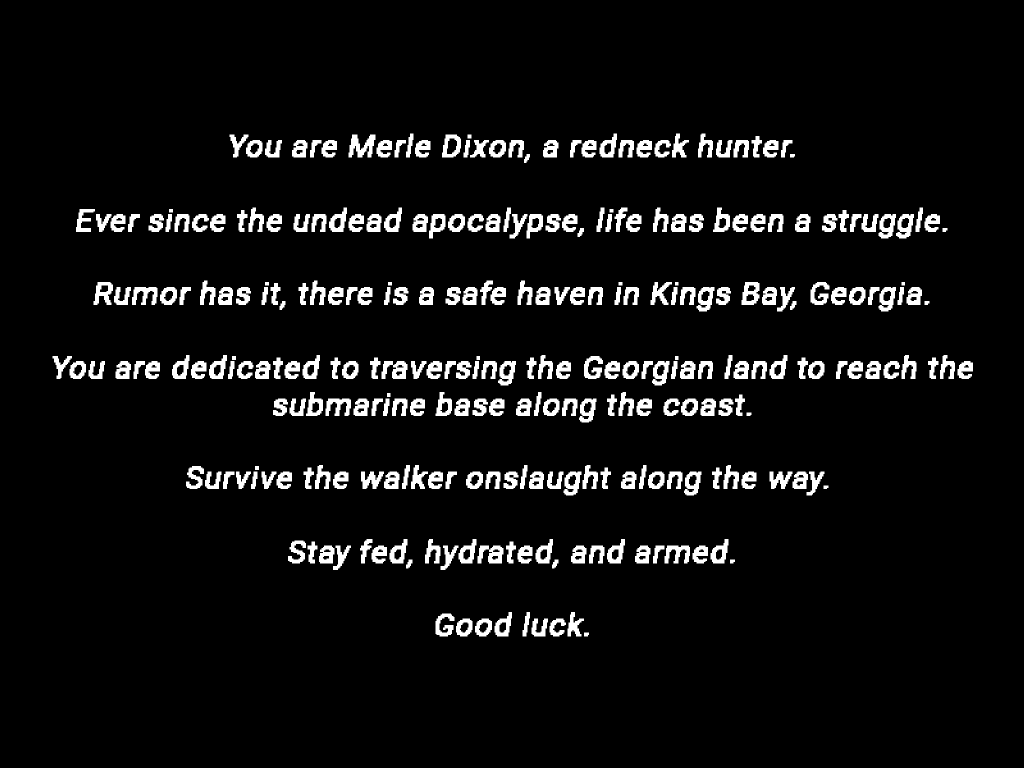 You are Merle Dixon, a redneck hunter.
Ever since the undead apocalypse, life has been a struggle.
Rumor has it, there is a safe haven in Kings Bay, Georgia.
You are dedicated to traversing the Georgian land to reach the
submarine base along the coast.
Survive the walker onslaught along the way.
Stay fed, hydrated, and armed.
Good luck.